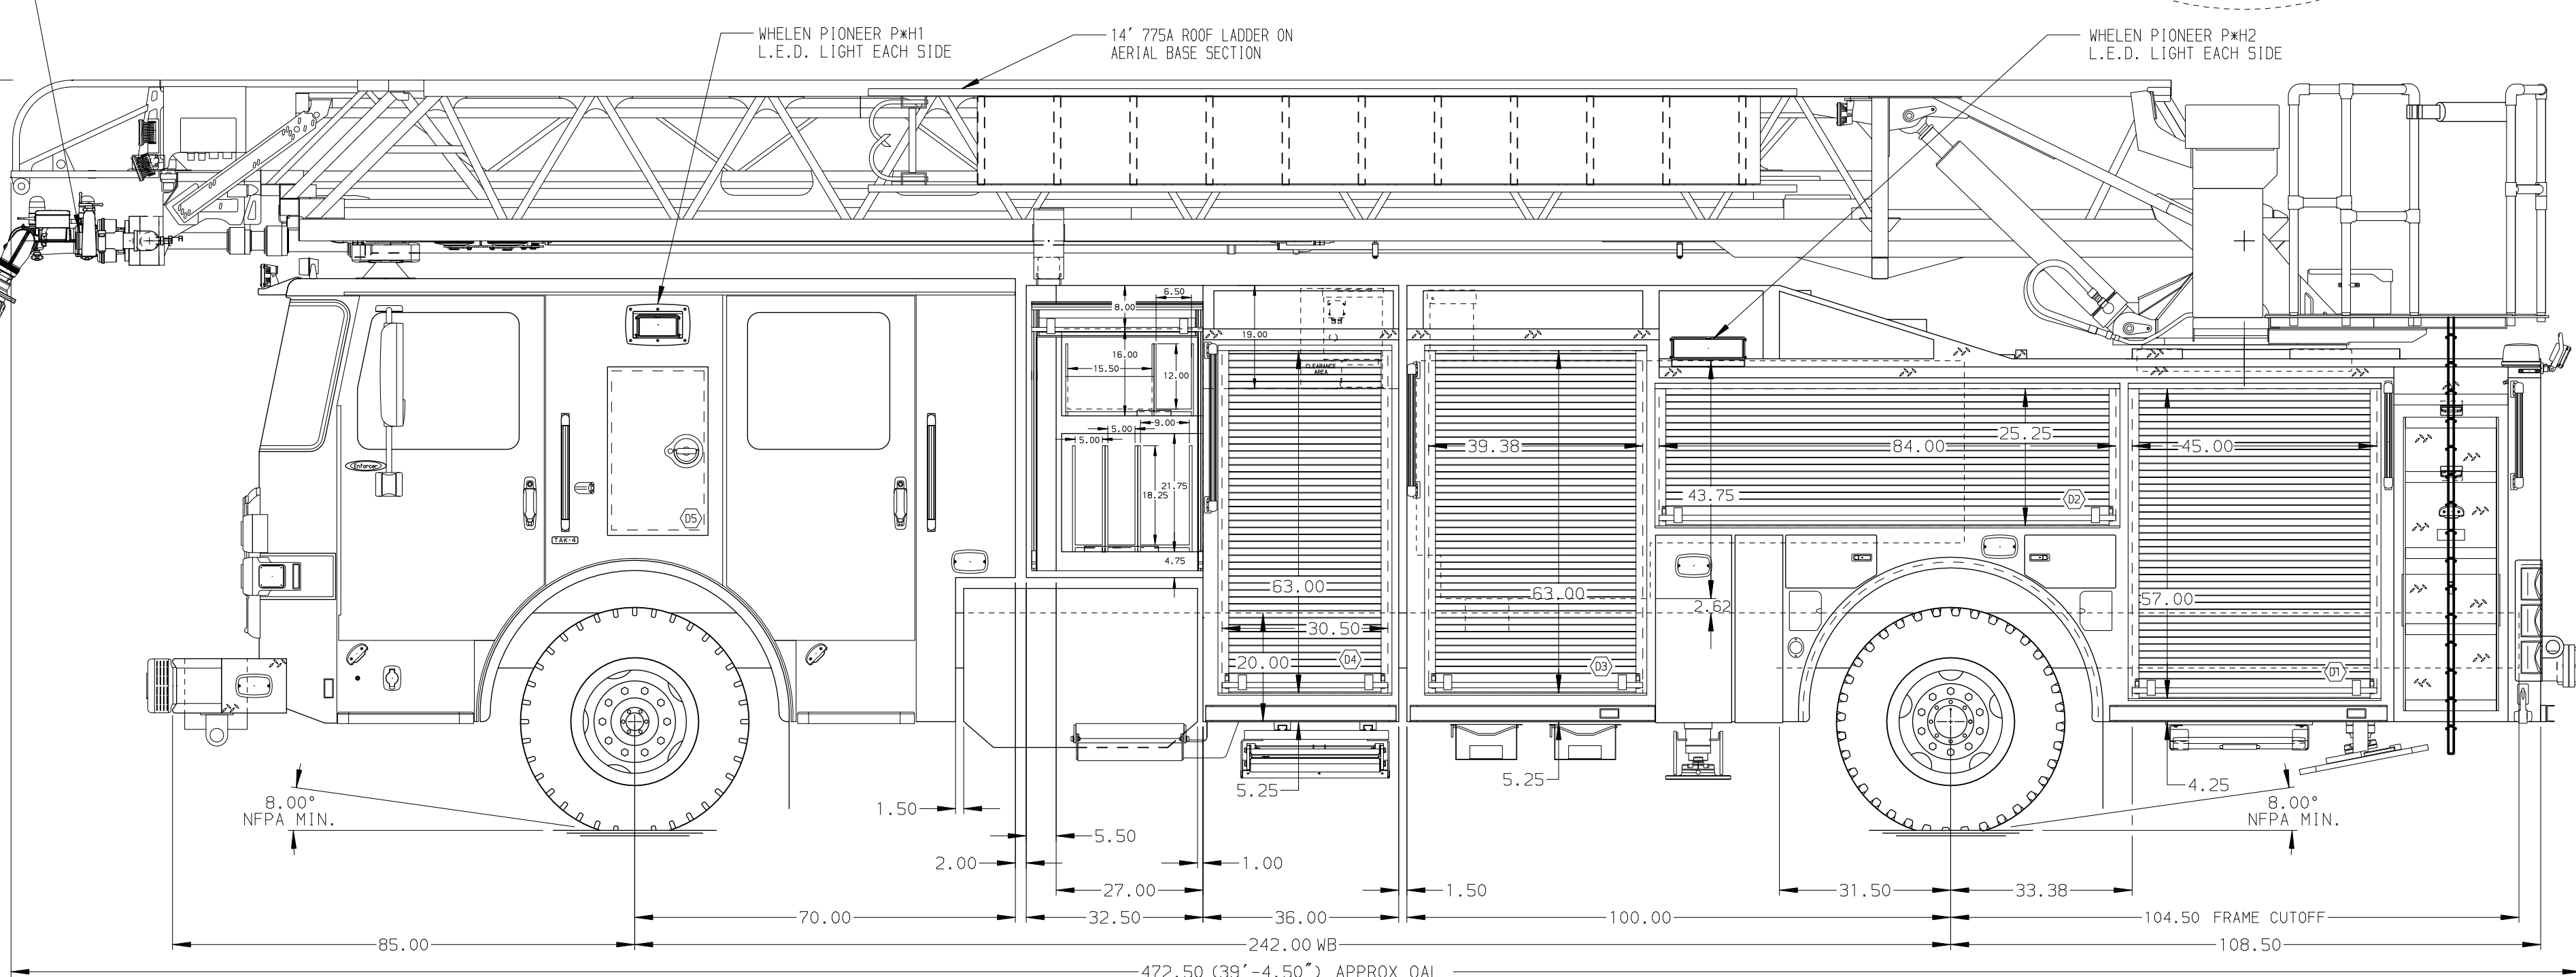 WHELEN PIONEER P*H1
L.E.D. LIGHT EACH SIDE
14' 775A ROOF LADDER ON
AERIAL BASE SECTION
WHELEN PIONEER P*H2
L.E.D. LIGHT EACH SIDE
6.50
8.00
19.00
16.00
15.50
12.00
CLEARANCE
AREA
9.00
5.00
5.00
21.75
18.25
4.75
39.38
84.00
25.25
45.00
43.75
Enforcer
D5
D2
TAK-4
63.00
63.00
2.62
57.00
30.50
20.00
D4
D3
D1
5.25
5.25
4.25
8.00°
NFPA MIN.
8.00°
NFPA MIN.
1.50
5.50
2.00
1.00
27.00
1.50
31.50
33.38
70.00
32.50
36.00
100.00
104.50 FRAME CUTOFF
85.00
242.00 WB
108.50
472.50 (39'-4.50") APPROX OAL